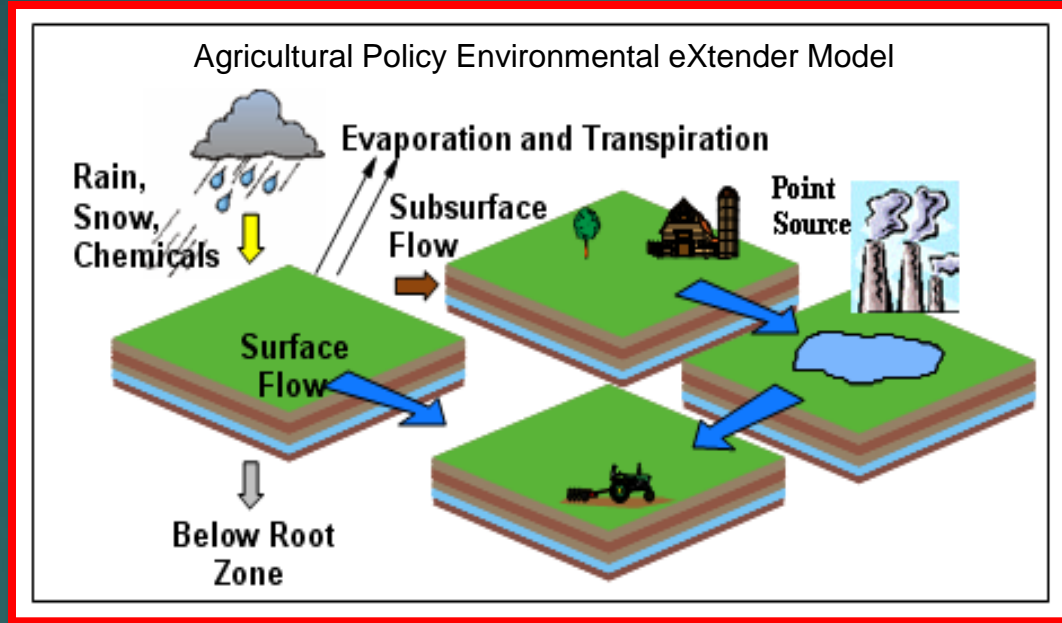 Agricultural Policy Environmental eXtender Model
Evaporation and Transpiration
Rain,
Snow,
Chemicals
Subsurface
Flow
Point
Source
Surface
Flow
Below Root
Zone